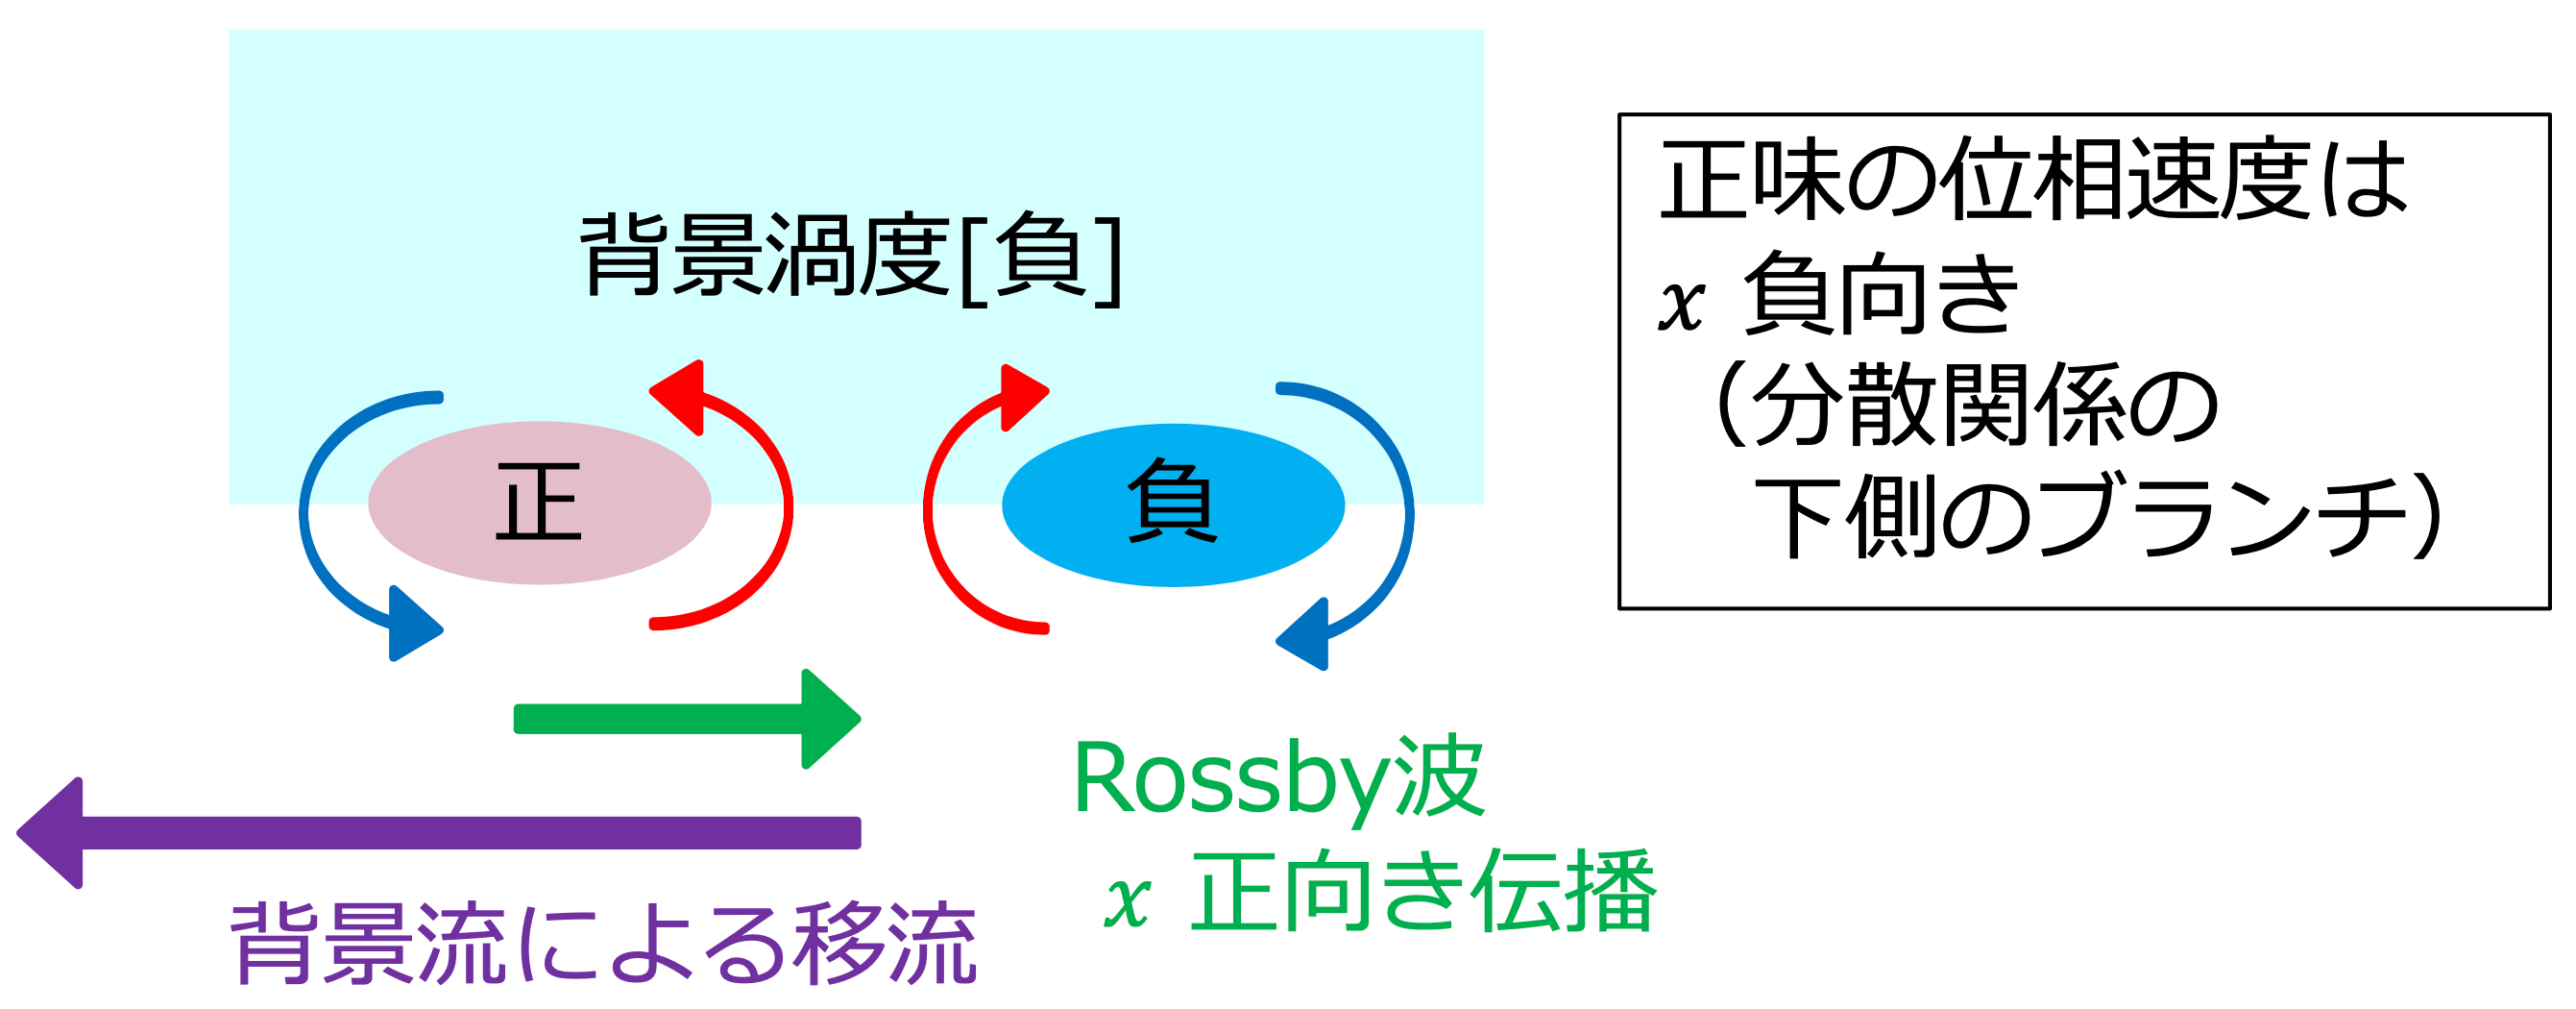 背景渦度[負]
正
負
正味の位相速度は
x 負向き
（分散関係の
下側のブランチ）
Rossby波
x 正向き伝播
背景流による移流